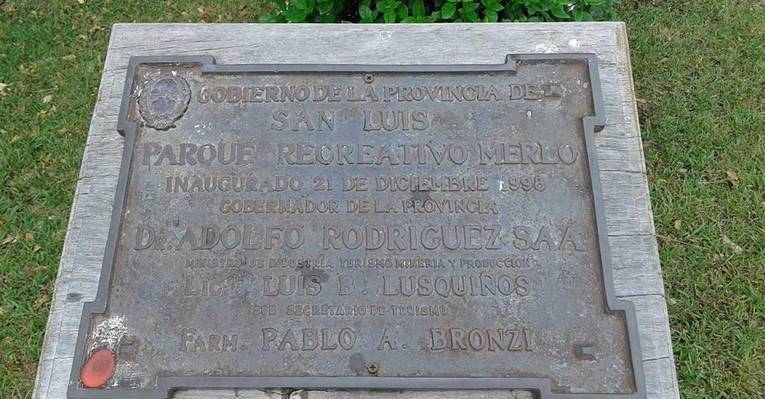 GOBIERNO DE LA PROVINCIA DE
SAN LUIS
PARQUE RECREATIVO MERLO
INAUGURADO 21 DE DICIEMBRE 1998
GOBERNADOR DE LA PROVINCIA
Dr. ADOLFO RODRIGUEZ SAA
MINISTRO DE INDUSTRIA TURISMO MINERIA Y PRODUCCION
LIC. LUIS B. LUSQUIÑOS
SUB SECRETARIO DE TURISMO
FARM. PABLO A. BRONZI